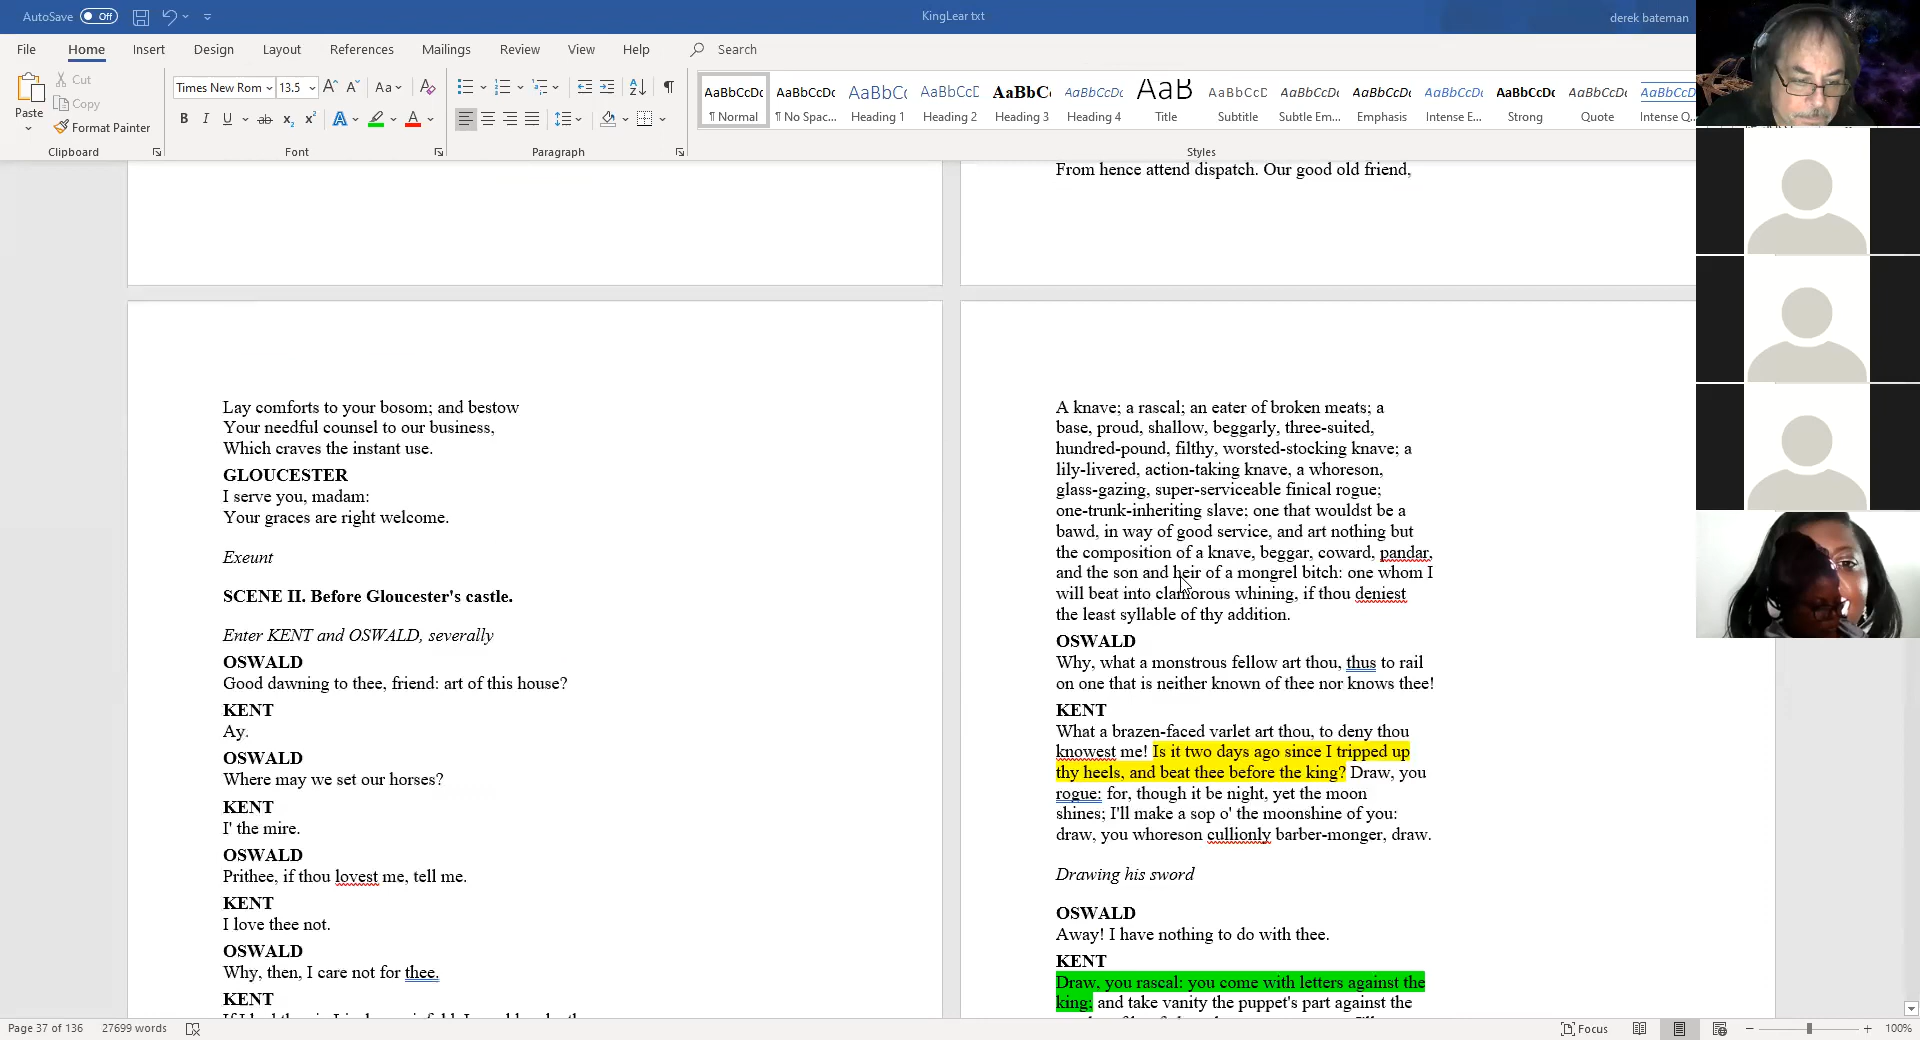 AutoSave Off KingLear txt derek bateman
File Home Insert Design Layout References Mailings Review View Help Search
Paste Cut Copy Format Painter
Clipboard
Times New Rom 13.5
Font
Paragraph
AaBbCcDc ¶ Normal
AaBbCcDc ¶ No Spac...
AaBbC( Heading 1
AaBbCcD Heading 2
AaBbC( Heading 3
AaBbCcDc Heading 4
AaB Title
AaBbCcD Subtitle
AaBbCcDc Subtle Em...
AaBbCcDc Emphasis
AaBbCcDc Intense E...
AaBbCcDc Strong
AaBbCcDc Quote
AaBbCcDc Intense Q...
Styles
From hence attend dispatch. Our good old friend,
Lay comforts to your bosom; and bestow
Your needful counsel to our business,
Which craves the instant use.
GLOUCESTER
I serve you, madam:
Your graces are right welcome.
Exeunt
SCENE II. Before Gloucester's castle.
Enter KENT and OSWALD, severally
OSWALD
Good dawning to thee, friend: art of this house?
KENT
Ay.
OSWALD
Where may we set our horses?
KENT
I' the mire.
OSWALD
Prithee, if thou lovest me, tell me.
KENT
I love thee not.
OSWALD
Why, then, I care not for thee.
KENT
A knave; a rascal; an eater of broken meats; a
base, proud, shallow, beggarly, three-suited,
hundred-pound, filthy, worsted-stocking knave; a
lily-livered, action-taking knave, a whoreson,
glass-gazing, super-serviceable finical rogue;
one-trunk-inheriting slave; one that wouldst be a
bawd, in way of good service, and art nothing but
the composition of a knave, beggar, coward, pandar,
and the son and heir of a mongrel bitch: one whom I
will beat into clamorous whining, if thou deniest
the least syllable of thy addition.
OSWALD
Why, what a monstrous fellow art thou, thus to rail
on one that is neither known of thee nor knows thee!
KENT
What a brazen-faced varlet art thou, to deny thou
knowest me! Is it two days ago since I tripped up
thy heels, and beat thee before the king? Draw, you
rogue: for, though it be night, yet the moon
shines; I'll make a sop o' the moonshine of you:
draw, you whoreson cullionly barber-monger, draw.
Drawing his sword
OSWALD
Away! I have nothing to do with thee.
KENT
Draw, you rascal: you come with letters against the
king; and take vanity the puppet's part against the
Page 37 of 136 27699 words Focus 100%